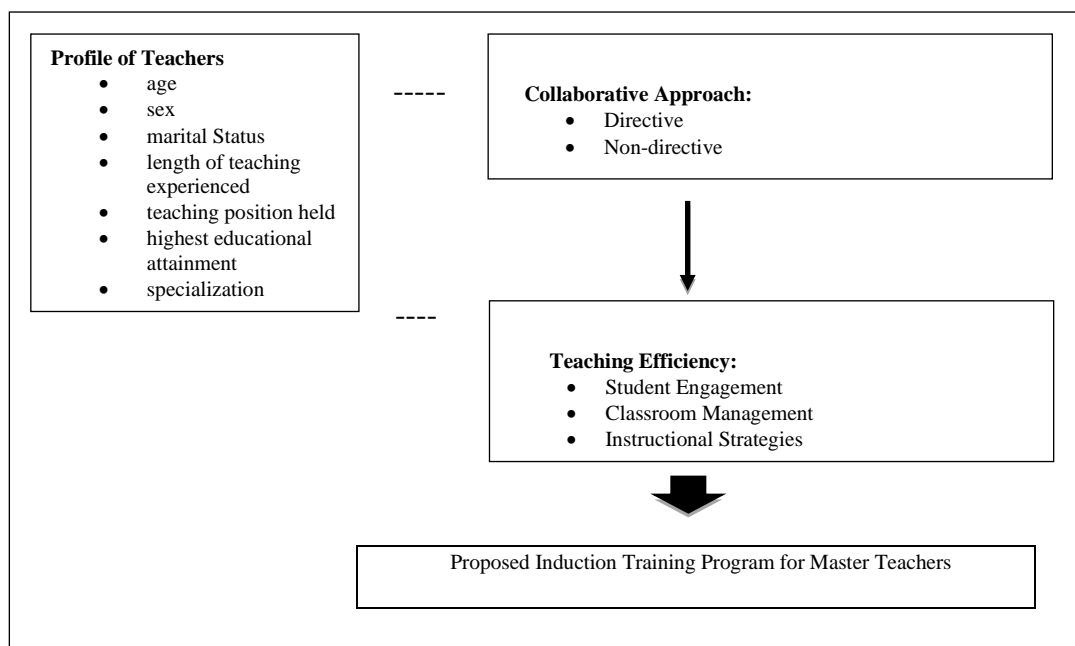 Profile of Teachers
• age
• sex
• marital Status
• length of teaching
experienced
• teaching position held
• highest educational
attainment
• specialization
Collaborative Approach:
• Directive
• Non-directive
Teaching Efficiency:
• Student Engagement
• Classroom Management
• Instructional Strategies
Proposed Induction Training Program for Master Teachers